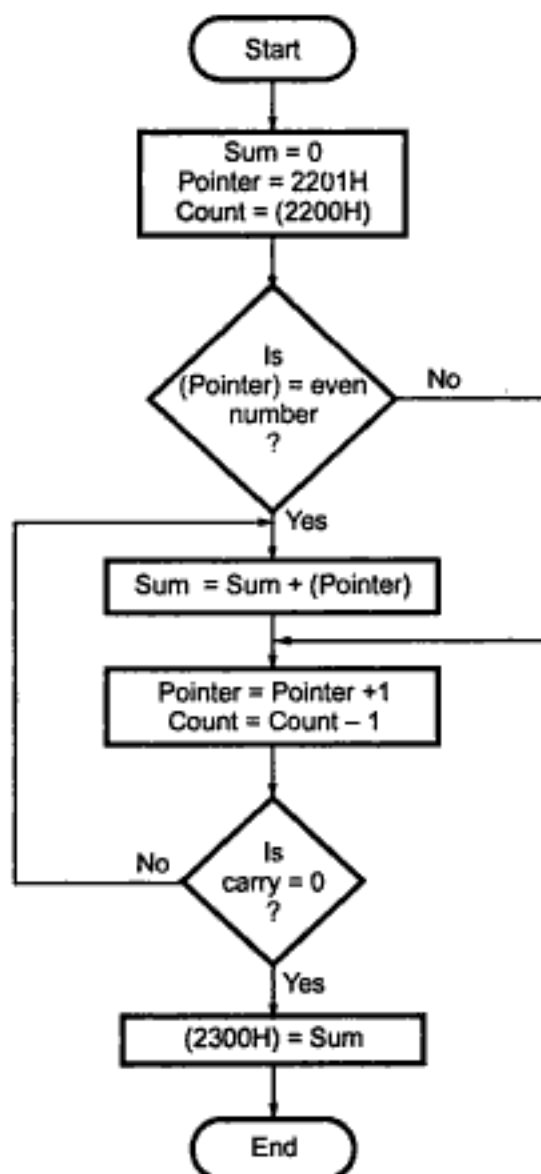 Start
Sum = 0
Pointer = 2201H
Count = (2200H)
Is
(Pointer) = even
number
?
No
Yes
Sum = Sum + (Pointer)
Pointer = Pointer +1
Count = Count – 1
Is
carry = 0
?
No
Yes
(2300H) = Sum
End